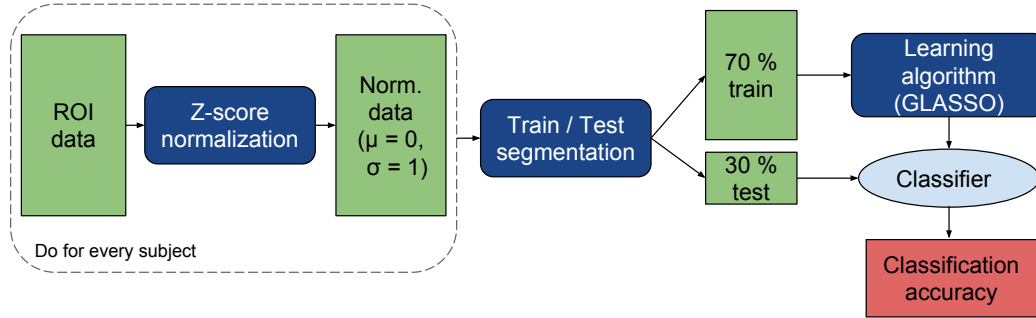 ROI
data
Z-score
normalization
Norm.
data
(μ = 0,
σ = 1)
Do for every subject
Train / Test
segmentation
70 %
train
30 %
test
Learning
algorithm
(GLASSO)
Classifier
Classification
accuracy